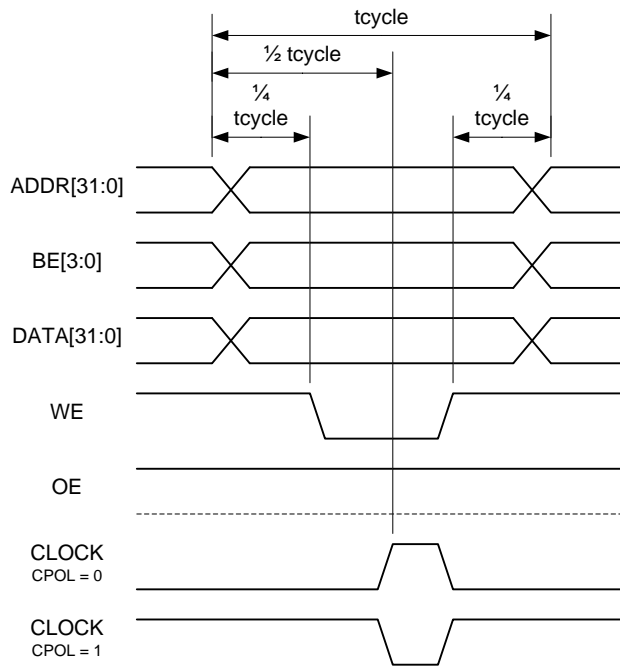 tcycle
½ tcycle
¼
tcycle
¼
tcycle
ADDR[31:0]
BE[3:0]
DATA[31:0]
WE
OE
CLOCK
CPOL = 0
CLOCK
CPOL = 1